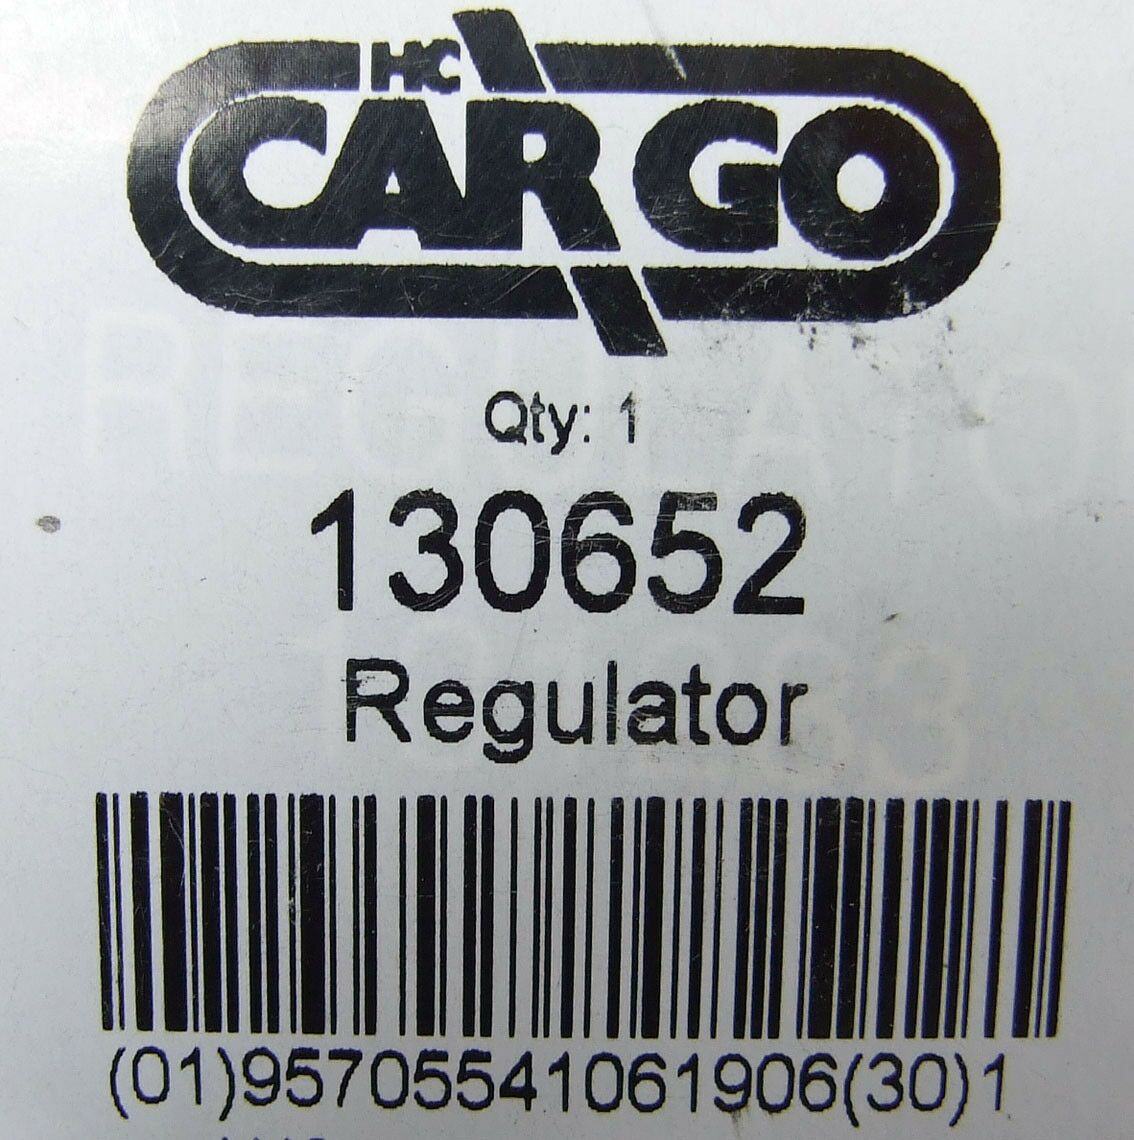 HC
CARGO
Qty: 1
130652
Regulator
(01)95705541061906(30)1